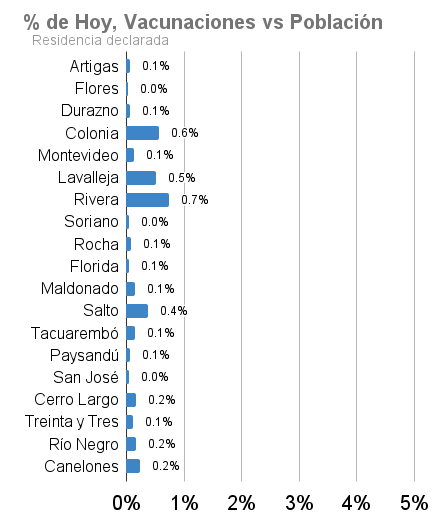 % de Hoy, Vacunaciones vs Población
Residencia declarada
Artigas 0.1%
Flores 0.0%
Durazno 0.1%
Colonia 0.6%
Montevideo 0.1%
Lavalleja 0.5%
Rivera 0.7%
Soriano 0.0%
Rocha 0.1%
Florida 0.1%
Maldonado 0.1%
Salto 0.4%
Tacuarembó 0.1%
Paysandú 0.1%
San José 0.0%
Cerro Largo 0.2%
Treinta y Tres 0.1%
Río Negro 0.2%
Canelones 0.2%
0% 1% 2% 3% 4% 5%